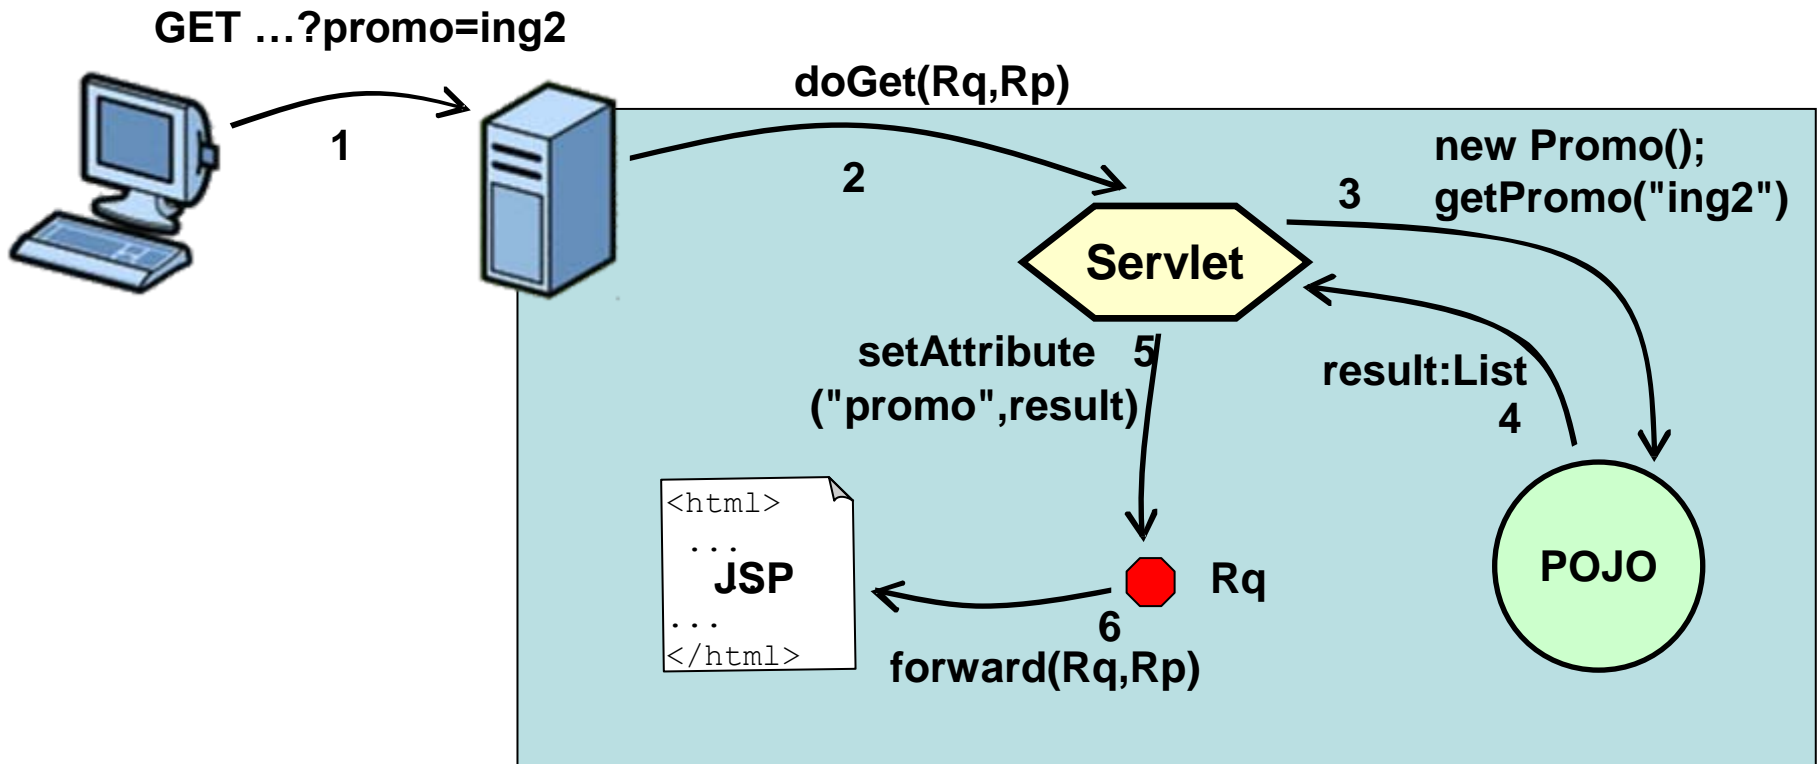 GET …?promo=ing2
1
doGet(Rq,Rp)
2
new Promo();
3
getPromo("ing2")
Servlet
setAttribute 5
("promo",result)
result:List
4
<html>
...
JSP
...
</html>
Rq
6
forward(Rq,Rp)
POJO